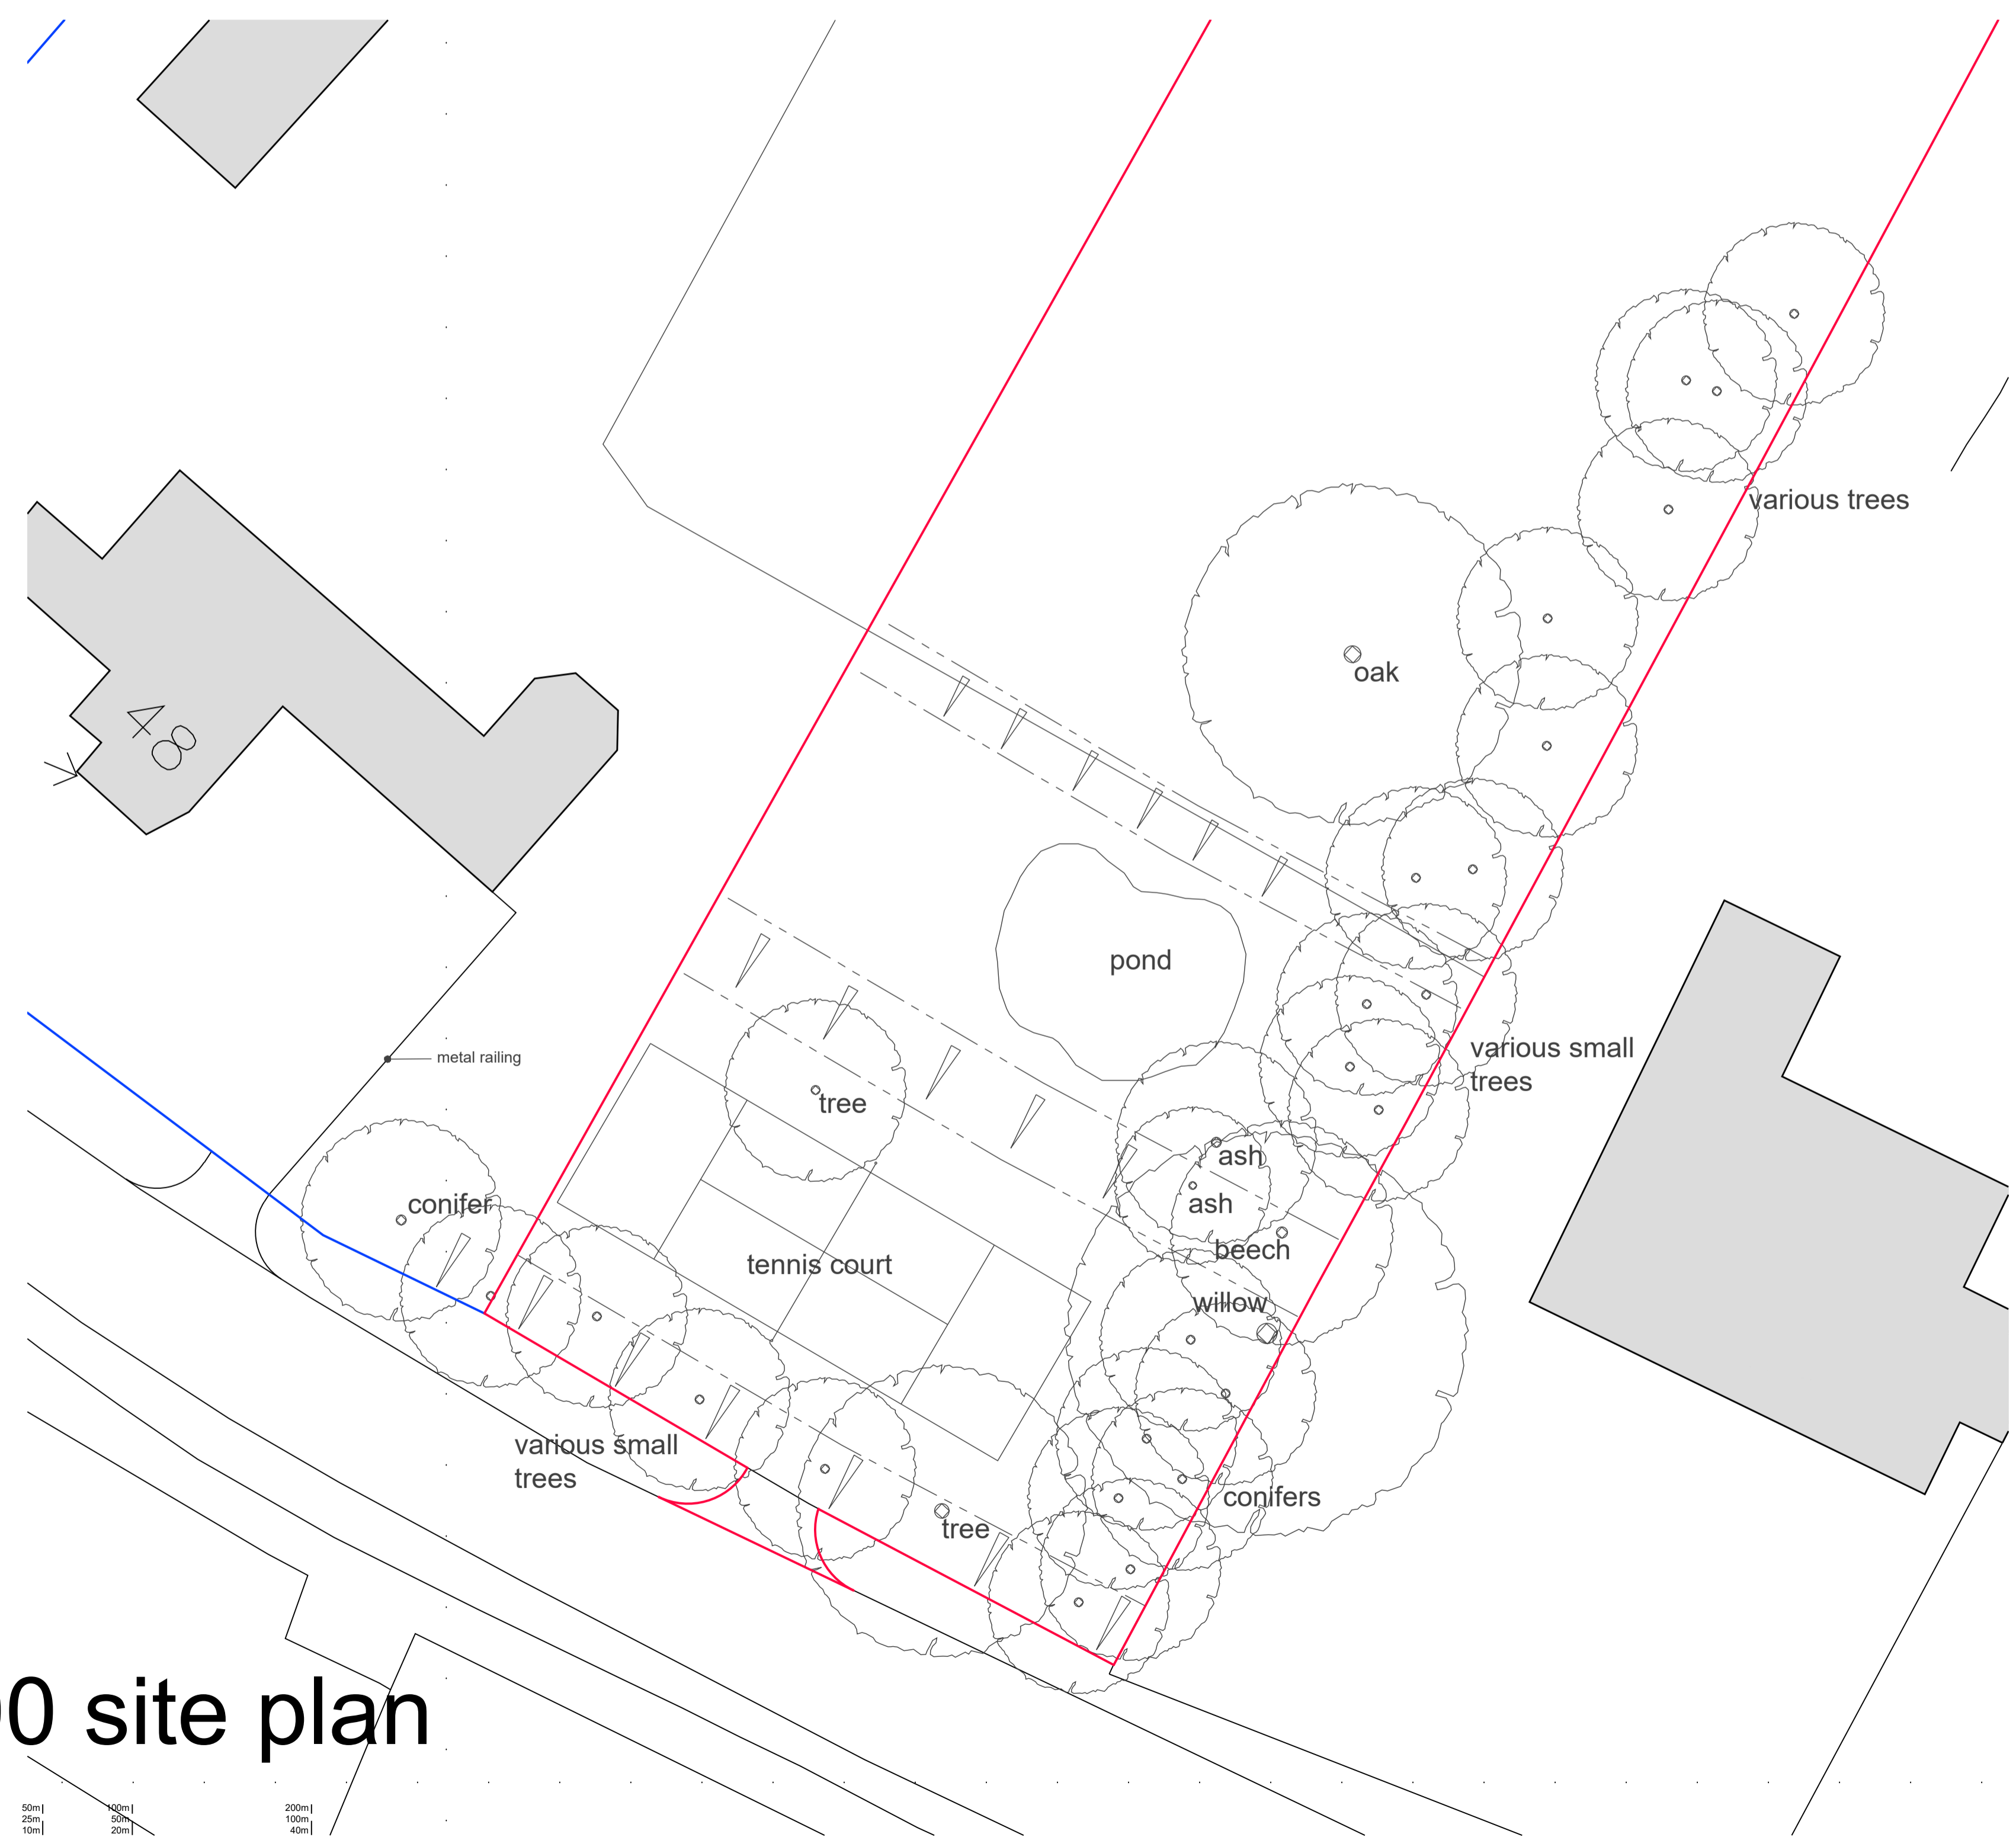 various trees
oak
48
pond
metal railing
various small
trees
tree
ash
ash
conifer
beech
tennis court
willow
various small
trees
conifers
tree
00 site plan
50m 100m 200m
25m 50m 100m
10m 20m 40m